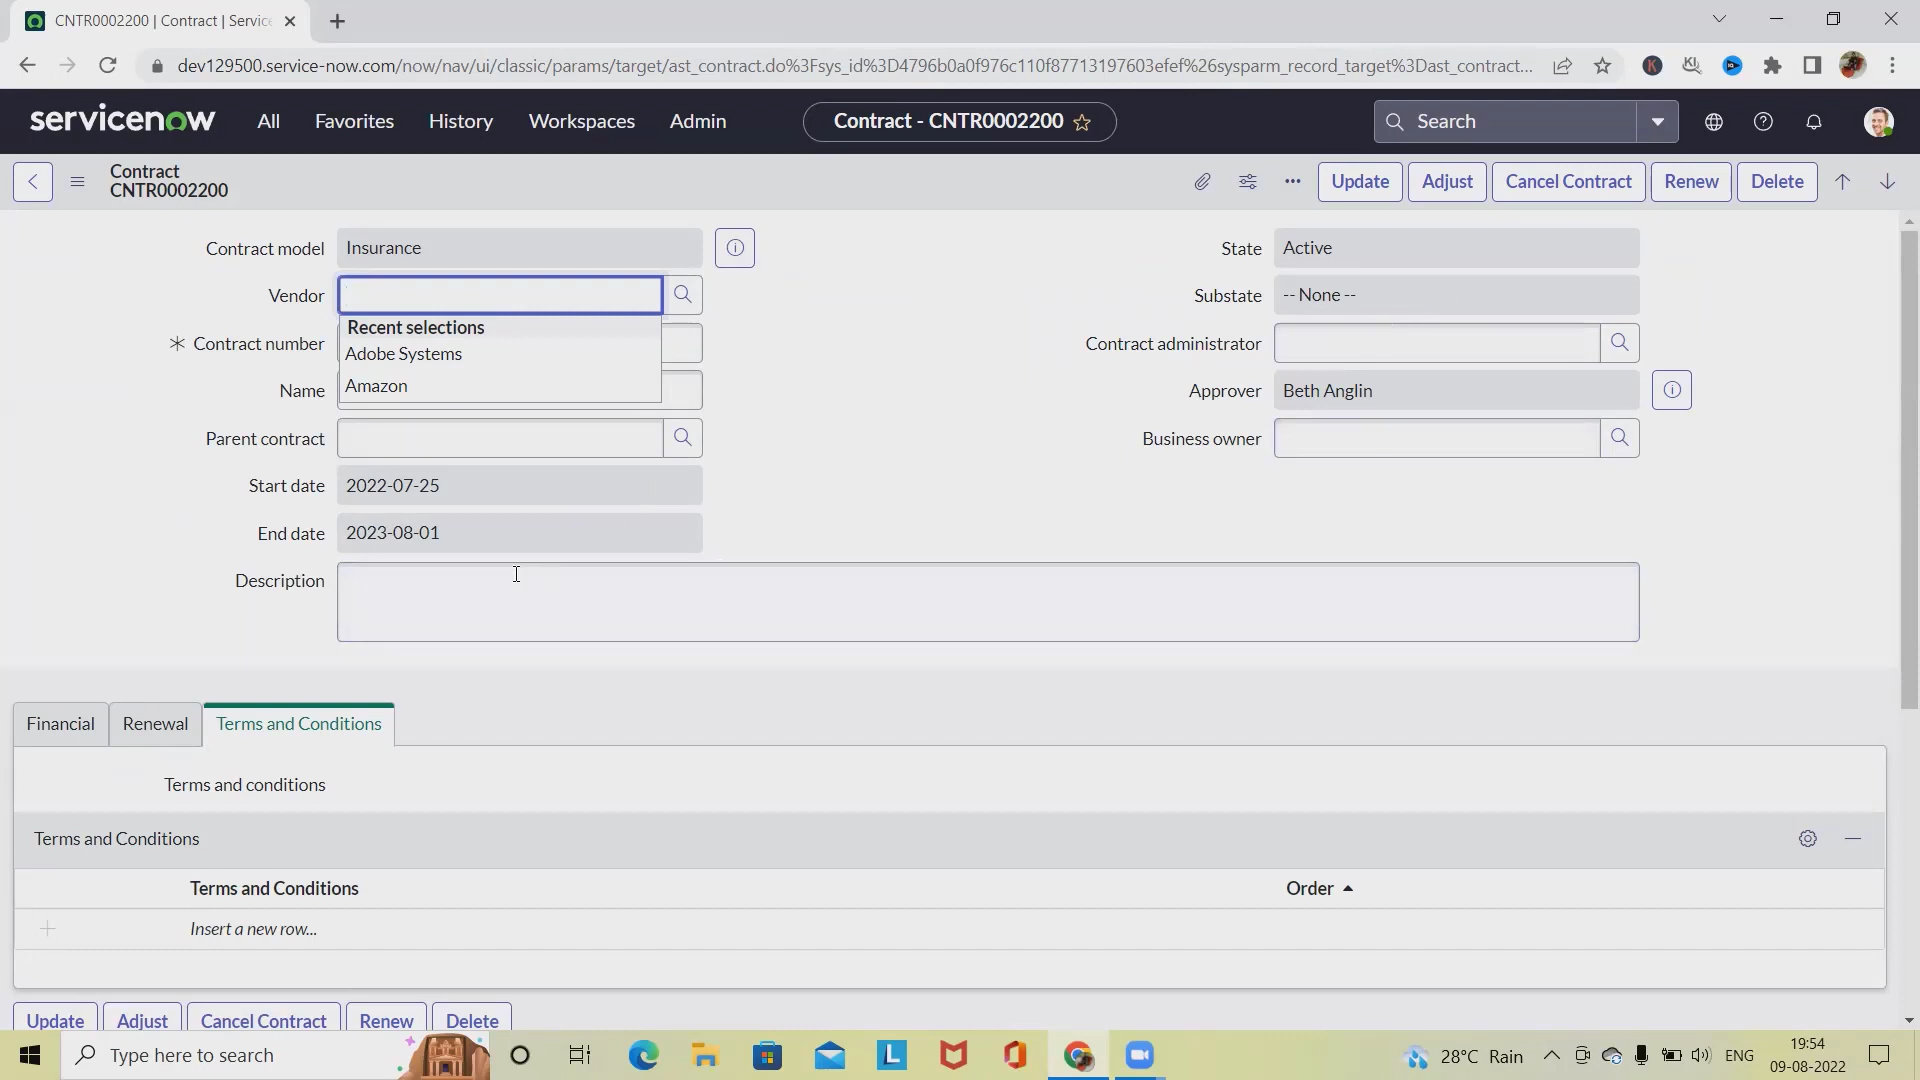 CNTR0002200 | Contract | Service
dev129500.service-now.com/now/nav/ui/classic/params/target/ast_contract.do%3Fsys_id%3D4796b0a0f976c110f87713197603efef%26sysparm_record_target%3Dast_contract...
servicenow
All
Favorites
History
Workspaces
Admin
Contract - CNTR0002200
Search
Contract
CNTR0002200
Update
Adjust
Cancel Contract
Renew
Delete
Contract model
Insurance
State
Active
Vendor
Substate
-- None --
Recent selections
Adobe Systems
Amazon
Contract number
Contract administrator
Name
Approver
Beth Anglin
Parent contract
Business owner
Start date
2022-07-25
End date
2023-08-01
Description
Financial
Renewal
Terms and Conditions
Terms and conditions
Terms and Conditions
Terms and Conditions
Order
Insert a new row...
Update
Adjust
Cancel Contract
Renew
Delete
Type here to search
28°C Rain
ENG
19:54
09-08-2022